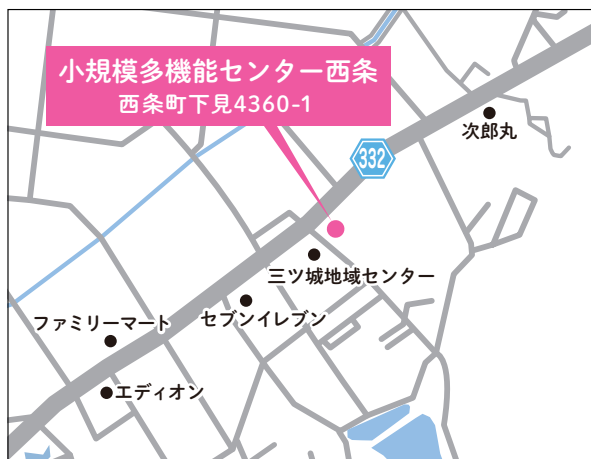 小規模多機能センター西条
西条町下見4360-1
次郎丸
332
三ツ城地域センター
セブンイレブン
ファミリーマート
エディオン